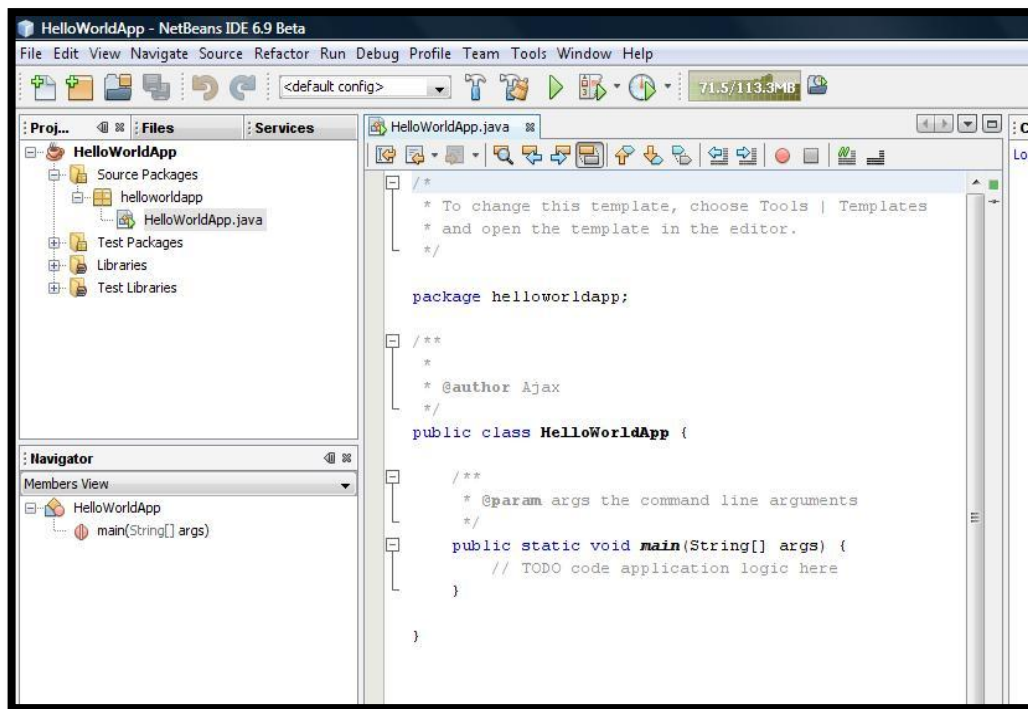 HelloWorldApp - NetBeans IDE 6.9 Beta
File Edit View Navigate Source Refactor Run Debug Profile Team Tools Window Help
<default config>
71.5/113.3MB
Proj... Files Services
HelloWorldApp
Source Packages
helloworldapp
HelloWorldApp.java
Test Packages
Libraries
Test Libraries
Navigator
Members View
HelloWorldApp
main(String[] args)
HelloWorldApp.java
/*
* To change this template, choose Tools | Templates
* and open the template in the editor.
*/
package helloworldapp;
/**
*
* @author Ajax
*/
public class HelloWorldApp {
/**
* @param args the command line arguments
*/
public static void main(String[] args) {
// TODO code application logic here
}
}